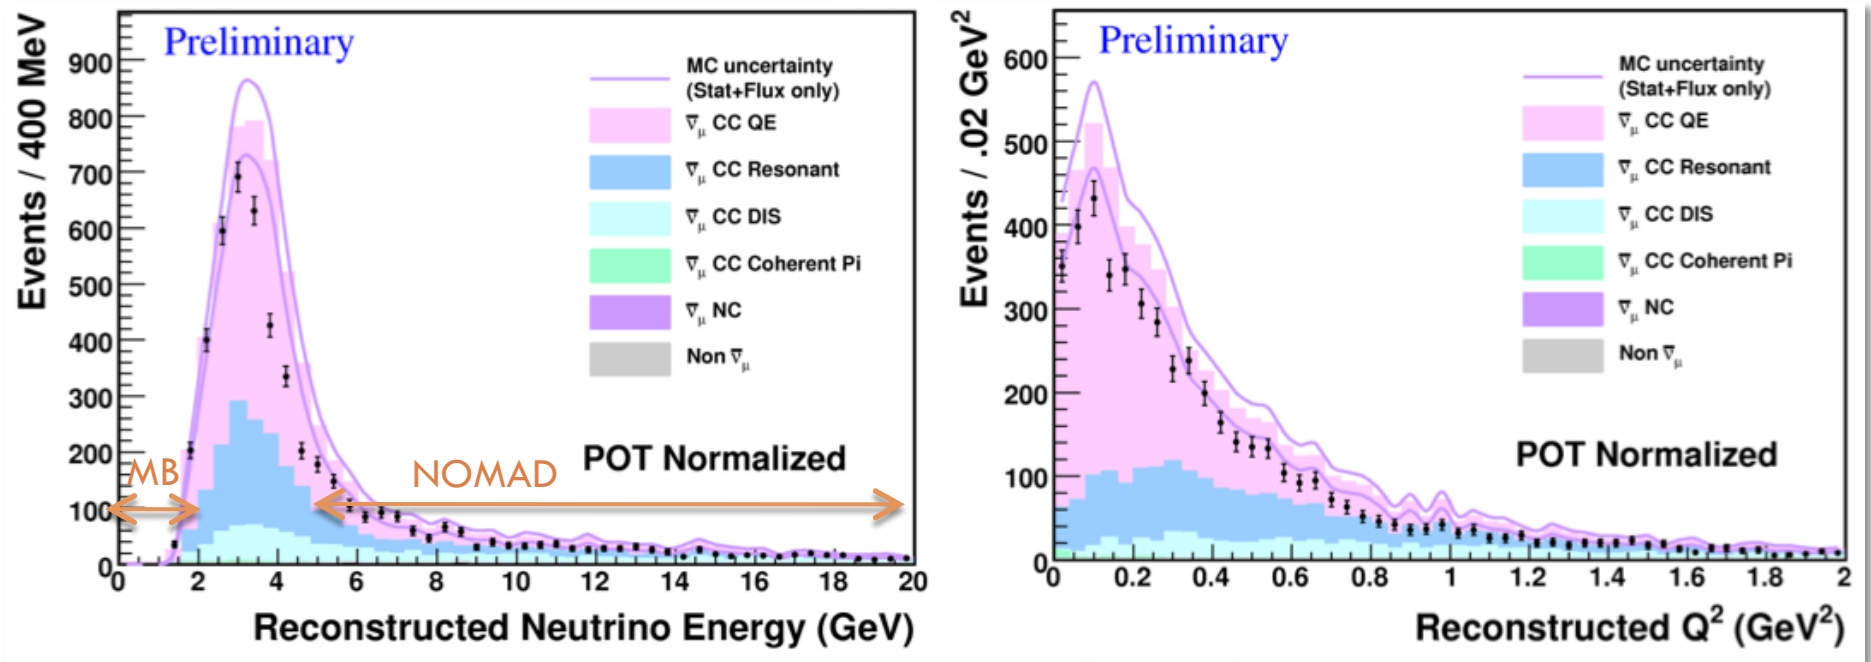 Preliminary
Events / 400 MeV
900
800
700
600
500
400
300
200
100
0
MC uncertainty
(Stat+Flux only)
ν̅μ CC QE
ν̅μ CC Resonant
ν̅μ CC DIS
ν̅μ CC Coherent Pi
ν̅μ NC
Non ν̅μ
POT Normalized
MB
NOMAD
0 2 4 6 8 10 12 14 16 18 20
Reconstructed Neutrino Energy (GeV)
Preliminary
Events / .02 GeV²
600
500
400
300
200
100
0
MC uncertainty
(Stat+Flux only)
ν̅μ CC QE
ν̅μ CC Resonant
ν̅μ CC DIS
ν̅μ CC Coherent Pi
ν̅μ NC
Non ν̅μ
POT Normalized
0 0.2 0.4 0.6 0.8 1 1.2 1.4 1.6 1.8 2
Reconstructed Q² (GeV²)